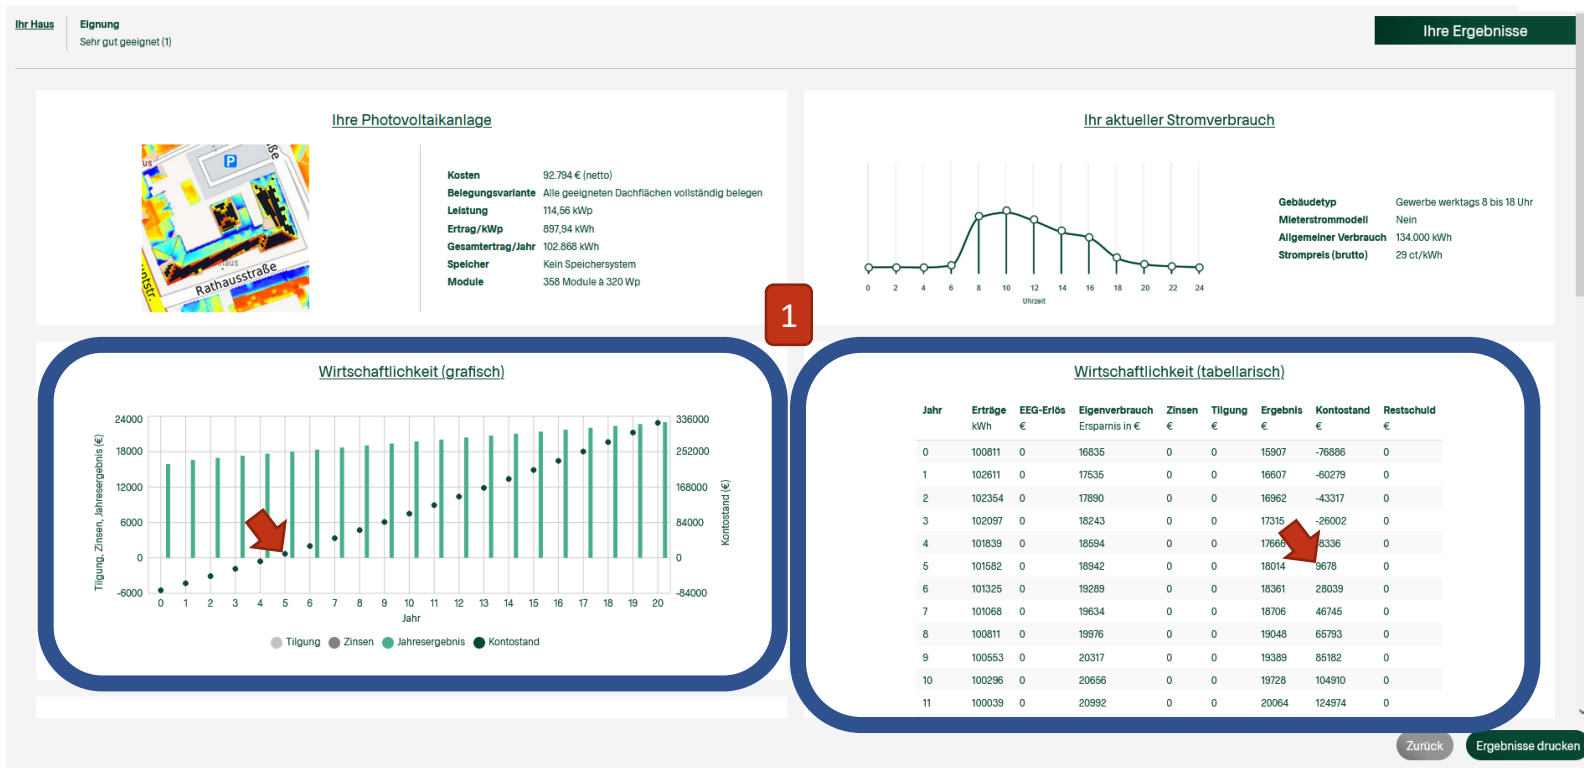 Ihr Haus
Eignung
Sehr gut geeignet (1)
Ihre Ergebnisse
Ihre Photovoltaikanlage
P
Rathausstraße
Kosten 92.794 € (netto)
Belegungsvariante Alle geeigneten Dachflächen vollständig belegen
Leistung 114,56 kWp
Ertrag/kWp 897,94 kWh
Gesamtertrag/Jahr 102.868 kWh
Speicher Kein Speichersystem
Module 358 Module à 320 Wp
Ihr aktueller Stromverbrauch
0 2 4 6 8 10 12 14 16 18 20 22 24
Uhrzeit
Gebäudetyp Gewerbe werktags 8 bis 18 Uhr
Mieterstrommodell Nein
Allgemeiner Verbrauch 134.000 kWh
Strompreis (brutto) 29 ct/kWh
1
Wirtschaftlichkeit (grafisch)
Tilgung, Zinsen, Jahresergebnis (€)
24000
18000
12000
6000
0
-6000
336000
252000
168000
84000
0
-84000
Kontostand (€)
0 1 2 3 4 5 6 7 8 9 10 11 12 13 14 15 16 17 18 19 20
Jahr
Tilgung Zinsen Jahresergebnis Kontostand
Wirtschaftlichkeit (tabellarisch)
Jahr Erträge EEG-Erlös Eigenverbrauch Zinsen Tilgung Ergebnis Kontostand Restschuld
kWh € Ersparnis in € € € € € €
0 100811 0 16835 0 0 15907 -76886 0
1 102611 0 17535 0 0 16607 -60279 0
2 102354 0 17890 0 0 16962 -43317 0
3 102097 0 18243 0 0 17315 -26002 0
4 101839 0 18594 0 0 17666 0
5 101582 0 18942 0 0 18014 9678 0
6 101325 0 19289 0 0 18361 28039 0
7 101068 0 19634 0 0 18706 46745 0
8 100811 0 19976 0 0 19048 65793 0
9 100553 0 20317 0 0 19389 85182 0
10 100296 0 20656 0 0 19728 104910 0
11 100039 0 20992 0 0 20064 124974 0
Zurück
Ergebnisse drucken